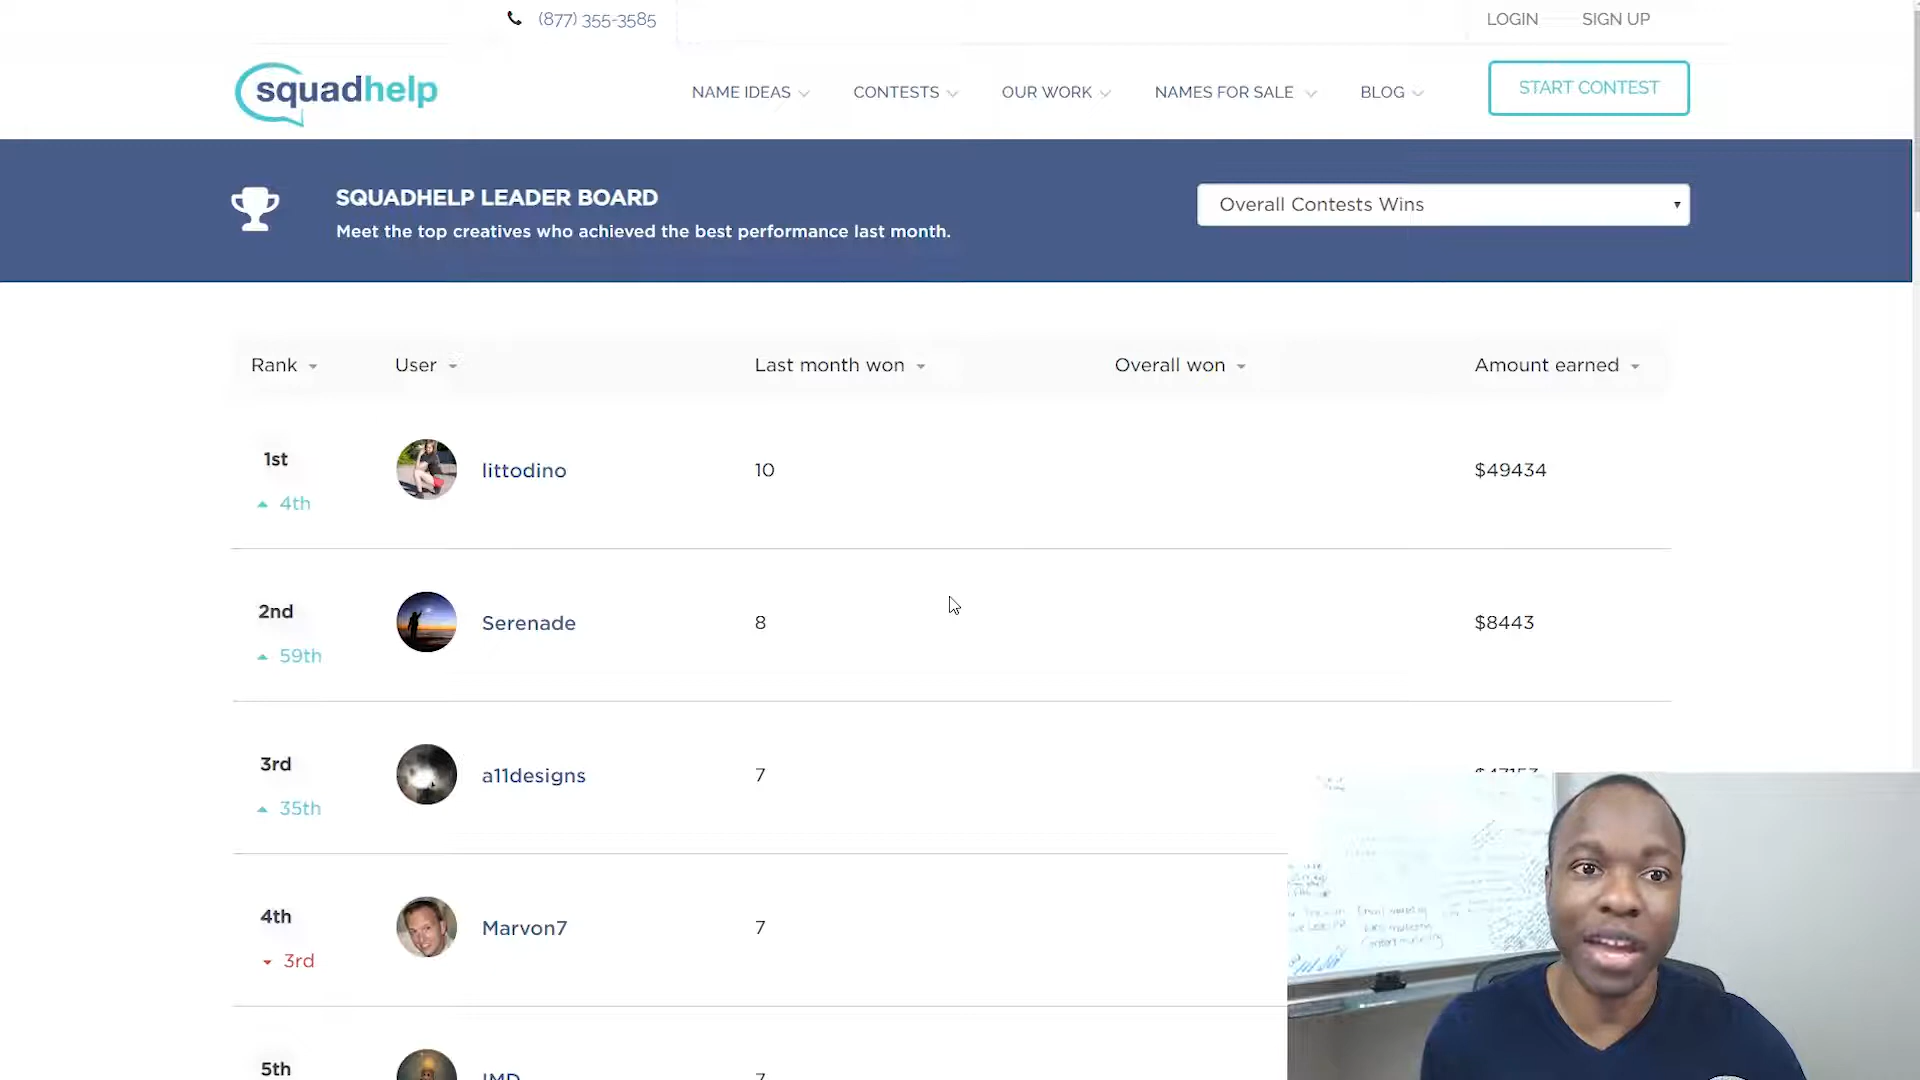 (877) 355-3585
LOGIN
SIGN UP
squadhelp
NAME IDEAS
CONTESTS
OUR WORK
NAMES FOR SALE
BLOG
START CONTEST
SQUADHELP LEADER BOARD
Meet the top creatives who achieved the best performance last month.
Overall Contests Wins
Rank
User
Last month won
Overall won
Amount earned
1st
4th
littodino
10
$49434
2nd
59th
Serenade
8
$8443
3rd
35th
a11designs
7
4th
3rd
Marvon7
7
5th